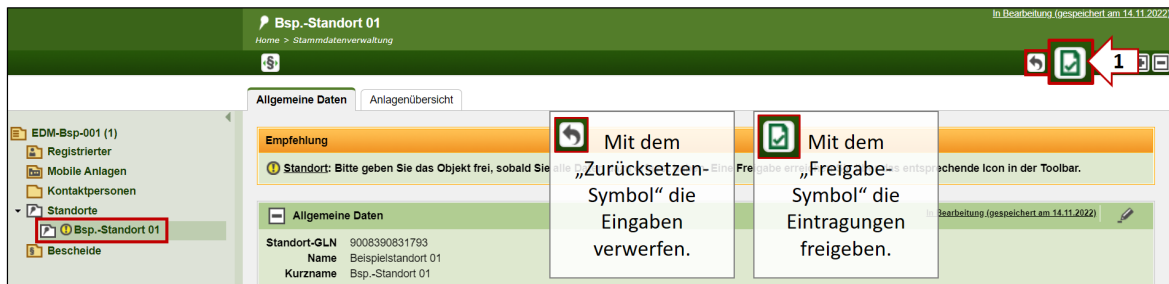 Bsp.-Standort 01
In Bearbeitung (gespeichert am 14.11.2022)
Home > Stammdatenverwaltung
‹§›
1
Allgemeine Daten
Anlagenübersicht
EDM-Bsp-001 (1)
Registrierter
Mobile Anlagen
Kontaktpersonen
Standorte
Bsp.-Standort 01
Bescheide
Empfehlung
Standort: Bitte geben Sie das Objekt frei, sobald Sie alle
Eine Freigabe
entsprechende Icon in der Toolbar.
Mit dem
„Zurücksetzen-
Symbol“ die
Eingaben
verwerfen.
Mit dem
„Freigabe-
Symbol“ die
Eintragungen
freigeben.
Allgemeine Daten
In Bearbeitung (gespeichert am 14.11.2022)
Standort-GLN 9008390831793
Name Beispielstandort 01
Kurzname Bsp.-Standort 01